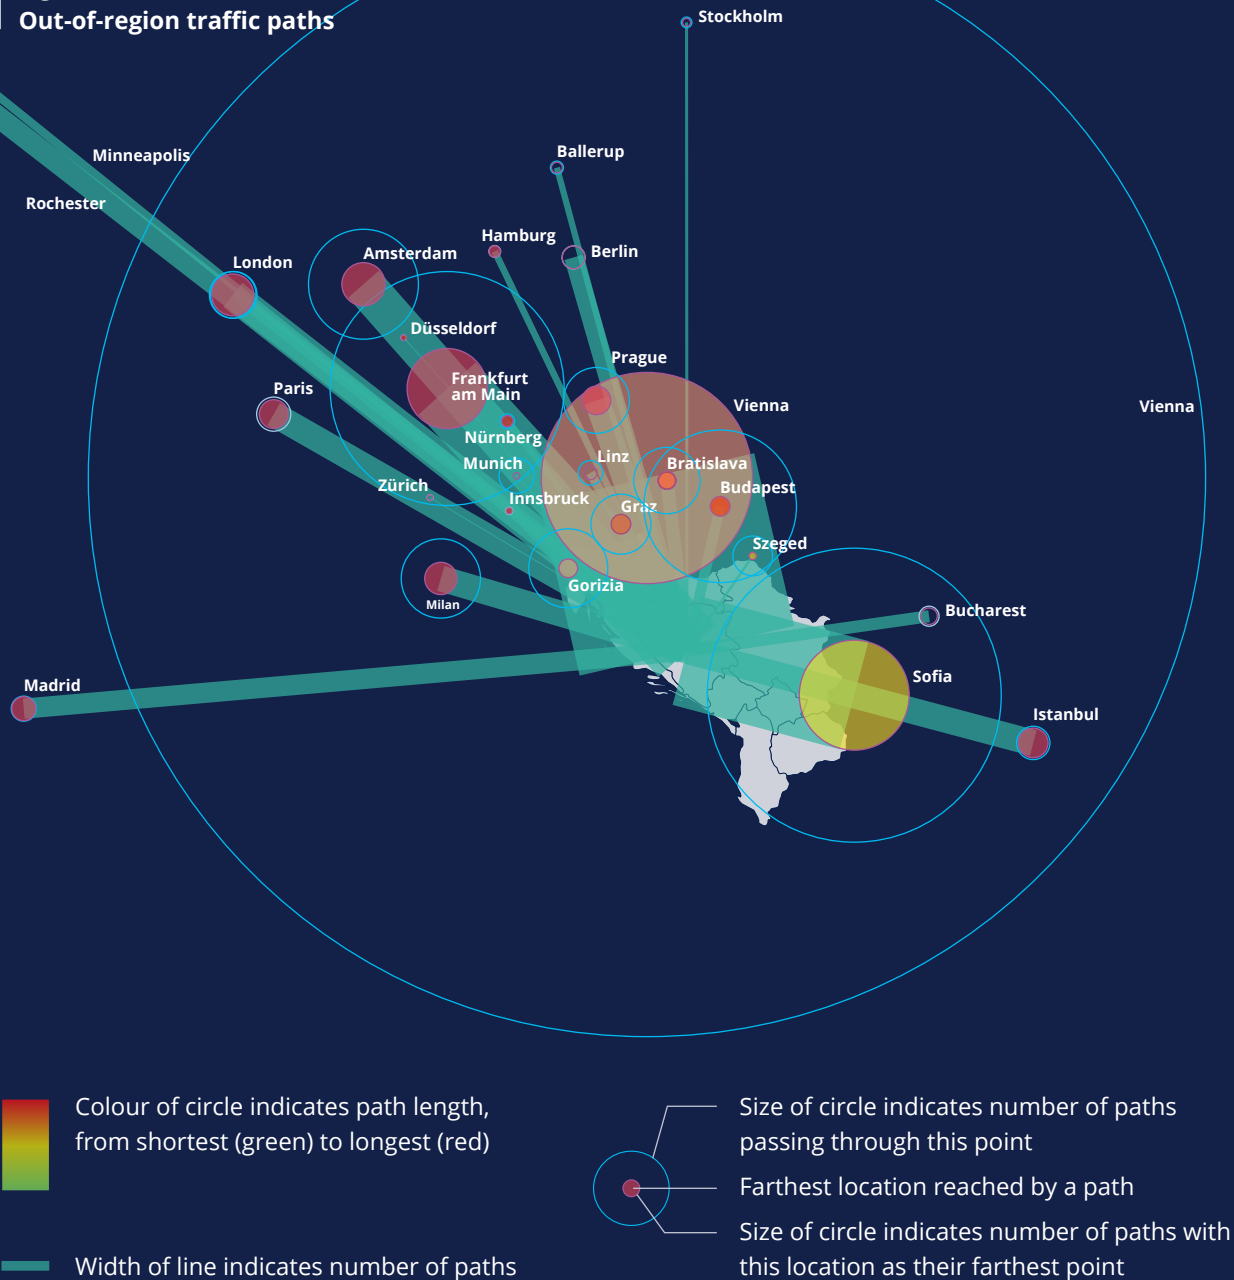 Out-of-region traffic paths
Stockholm
Minneapolis
Ballerup
Rochester
Hamburg
Berlin
London
Amsterdam
Düsseldorf
Prague
Frankfurt
am Main
Paris
Vienna
Vienna
Nürnberg
Linz
Munich
Bratislava
Zürich
Budapest
Innsbruck
Graz
Szeged
Gorizia
Milan
Bucharest
Sofia
Madrid
Istanbul
Colour of circle indicates path length,
from shortest (green) to longest (red)
Width of line indicates number of paths
Size of circle indicates number of paths
passing through this point
Farthest location reached by a path
Size of circle indicates number of paths with
this location as their farthest point